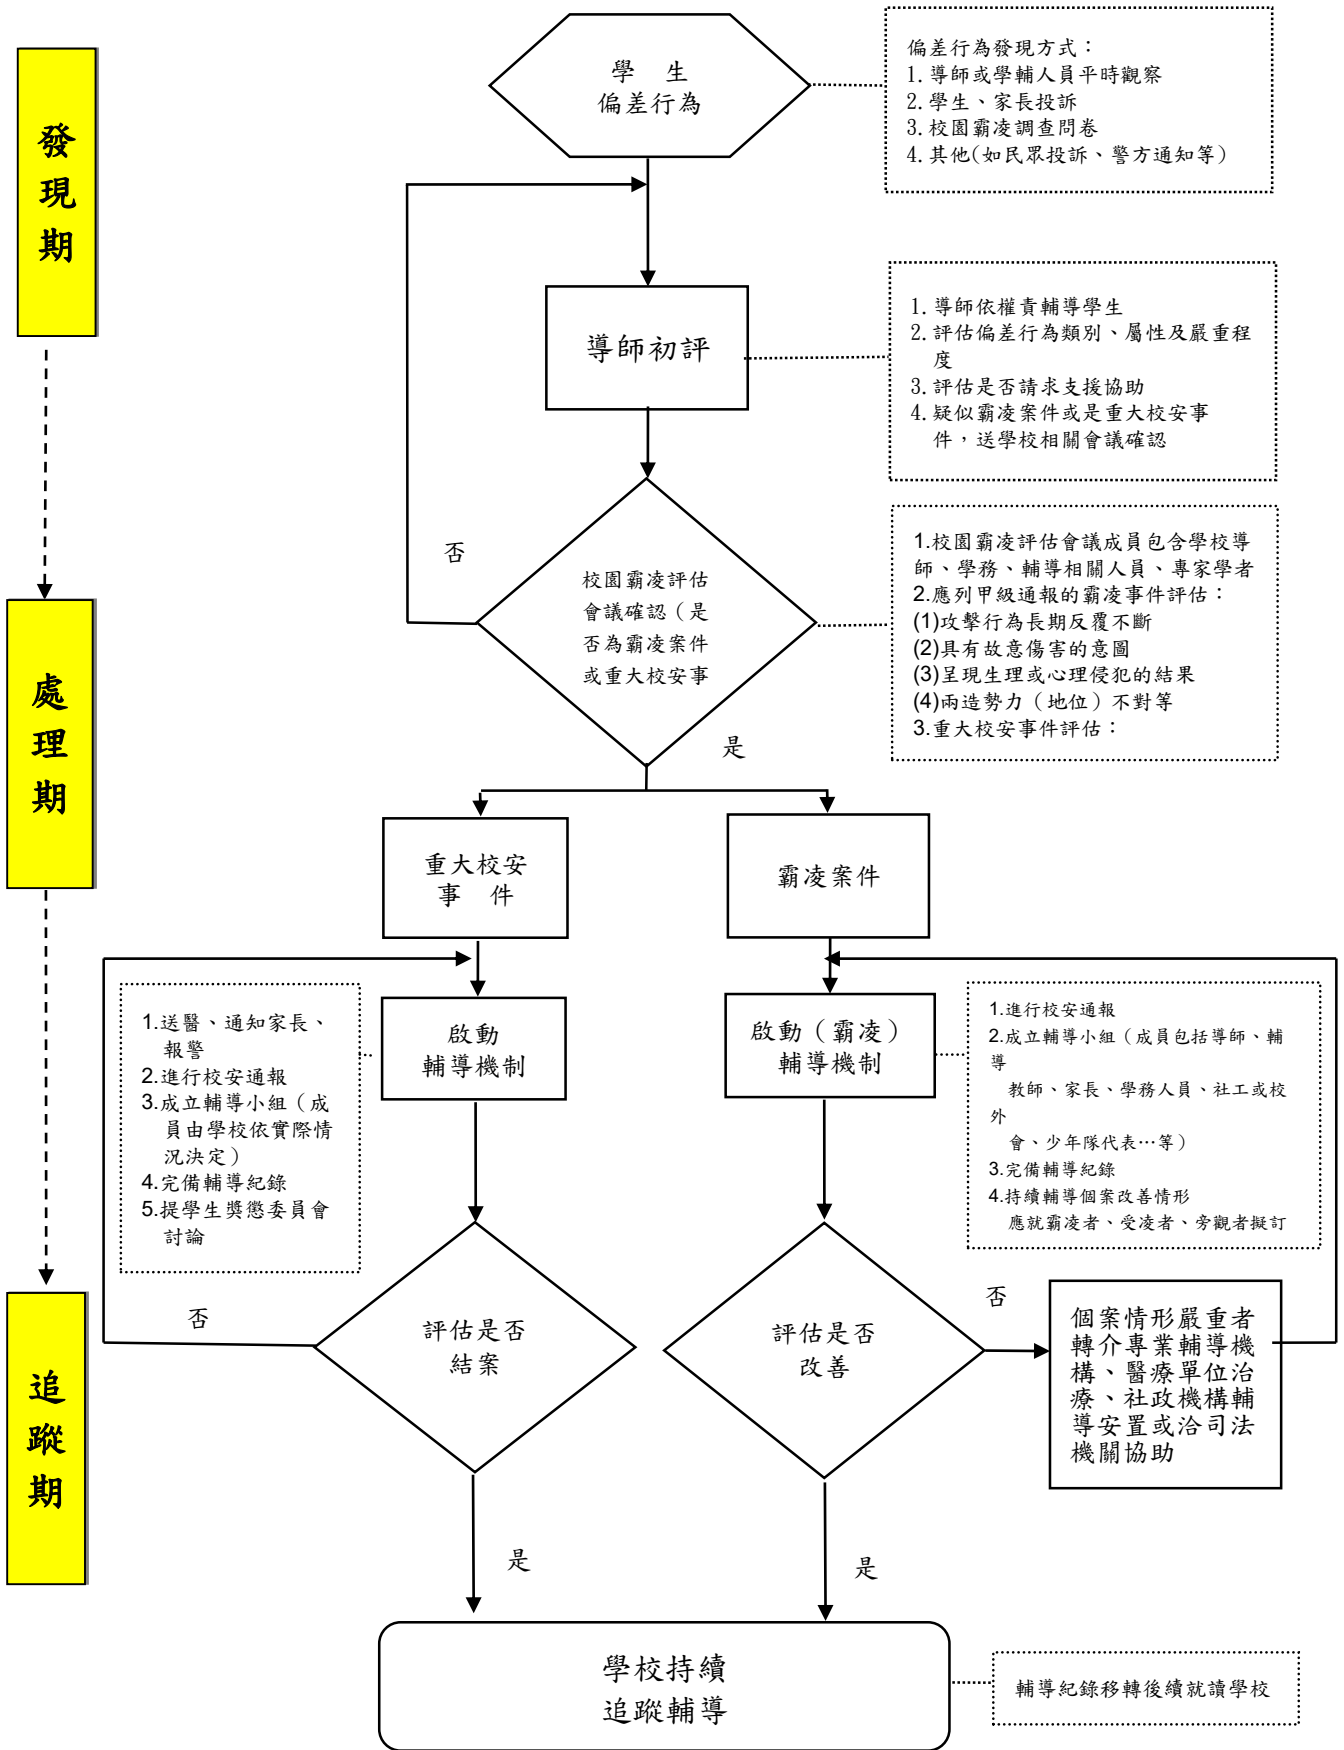 發
現
期
學 生
偏差行為
偏差行為發現方式：
1. 導師或學輔人員平時觀察
2. 學生、家長投訴
3. 校園霸凌調查問卷
4. 其他(如民眾投訴、警方通知等)
導師初評
1. 導師依權責輔導學生
2. 評估偏差行為類別、屬性及嚴重程
度
3. 評估是否請求支援協助
4. 疑似霸凌案件或是重大校安事
件，送學校相關會議確認
否
校園霸凌評估
會議確認（是
否為霸凌案件
或重大校安事
1.校園霸凌評估會議成員包含學校導
師、學務、輔導相關人員、專家學者
2.應列甲級通報的霸凌事件評估：
(1)攻擊行為長期反覆不斷
(2)具有故意傷害的意圖
(3)呈現生理或心理侵犯的結果
(4)兩造勢力（地位）不對等
3.重大校安事件評估：
是
處
理
期
重大校安
事 件
霸凌案件
1.送醫、通知家長、
報警
2.進行校安通報
3.成立輔導小組（成
員由學校依實際情
況決定）
4.完備輔導紀錄
5.提學生獎懲委員會
討論
啟動
輔導機制
啟動（霸凌）
輔導機制
1.進行校安通報
2.成立輔導小組（成員包括導師、輔
導
教師、家長、學務人員、社工或校
外
會、少年隊代表…等）
3.完備輔導紀錄
4.持續輔導個案改善情形
應就霸凌者、受凌者、旁觀者擬訂
追
蹤
期
否
評估是否
結案
評估是否
改善
否
個案情形嚴重者
轉介專業輔導機
構、醫療單位治
療、社政機構輔
導安置或洽司法
機關協助
是
是
學校持續
追蹤輔導
輔導紀錄移轉後續就讀學校